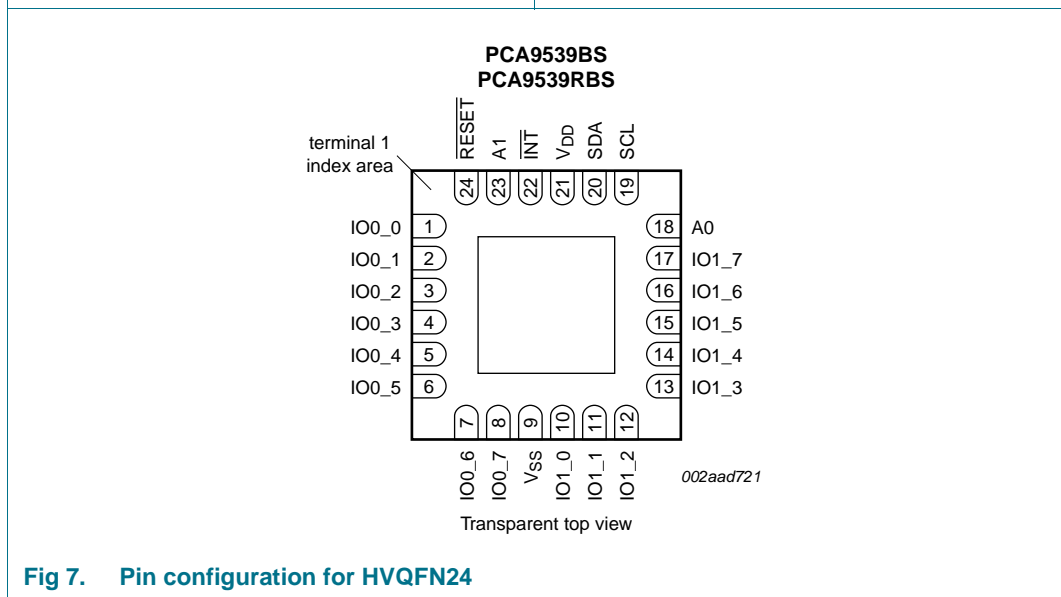 PCA9539BS
PCA9539RBS
terminal 1
index area
RESET
A1
INT
VDD
SDA
SCL
24
23
22
21
20
19
IO0_0 1
IO0_1 2
IO0_2 3
IO0_3 4
IO0_4 5
IO0_5 6
18 A0
17 IO1_7
16 IO1_6
15 IO1_5
14 IO1_4
13 IO1_3
7
8
9
10
11
12
IO0_6
IO0_7
VSS
IO1_0
IO1_1
IO1_2
002aad721
Transparent top view
Fig 7. Pin configuration for HVQFN24